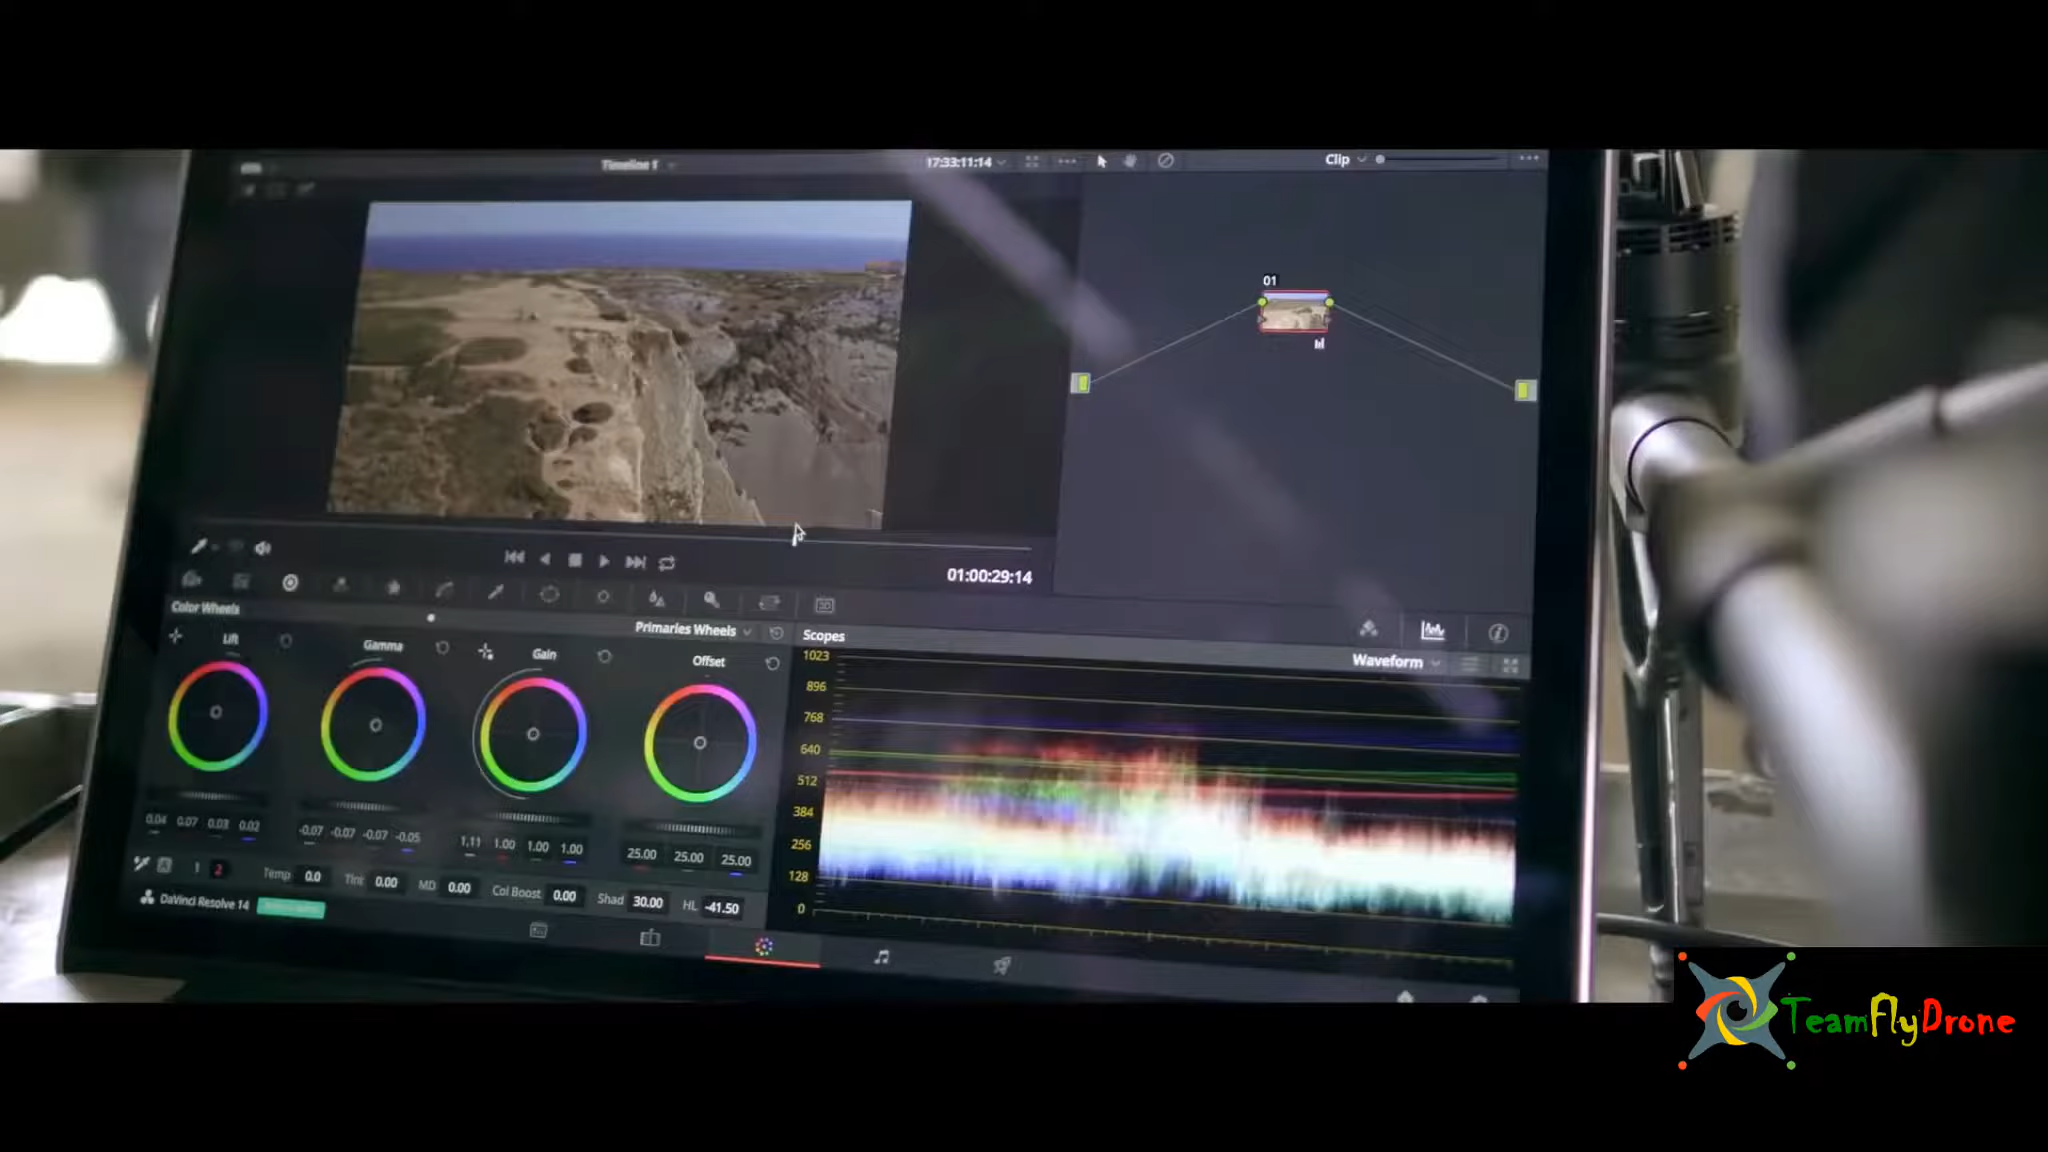 Timeline 1
17:33:11:14
Clip
01
01:00:29:14
Color Wheels
Primaries Wheels
Lift
Gamma
Gain
Offset
0.04 0.07 0.03 0.02
-0.07 -0.07 -0.07 -0.05
1.11 1.00 1.00 1.00
25.00 25.00 25.00
1 2
Temp 0.0 Tint 0.00 MD 0.00 Col Boost 0.00 Shad 30.00 HL -41.50
DaVinci Resolve 14
Scopes
Waveform
1023
896
768
640
512
384
256
128
0
3D
TeamFlyDrone